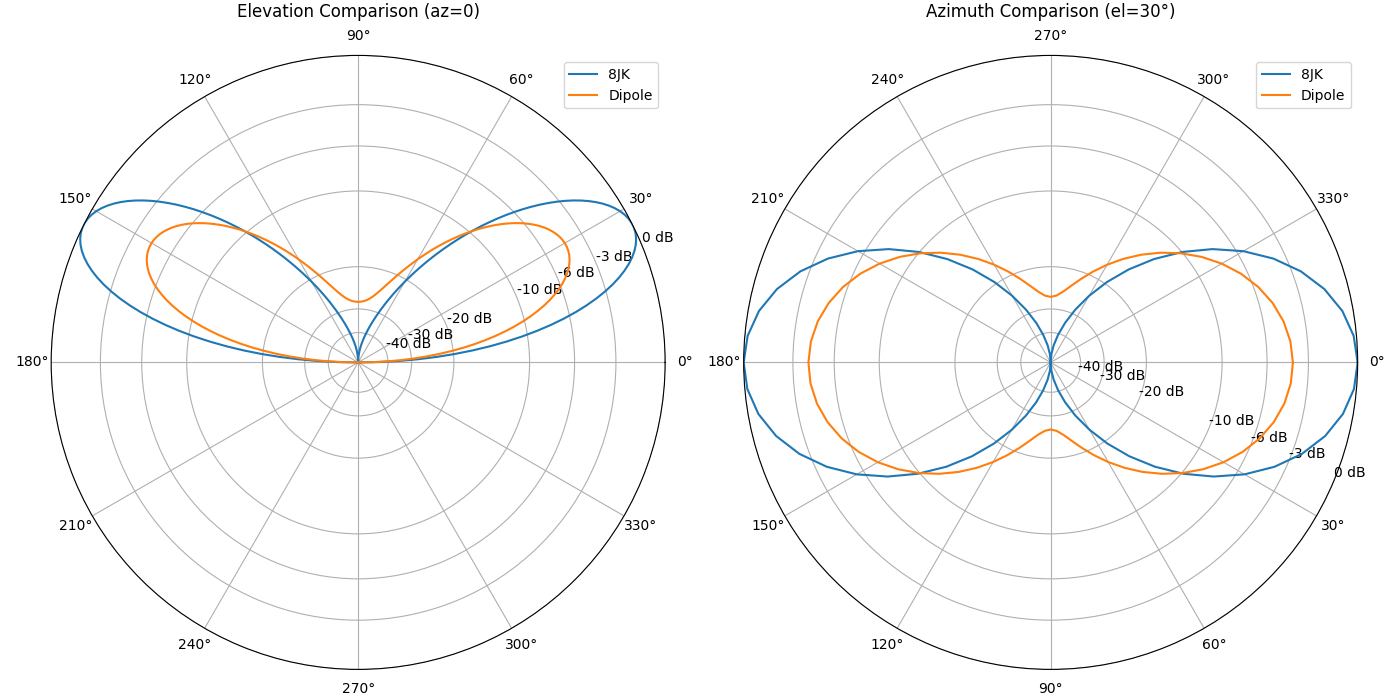 Elevation Comparison (az=0)
90°
120°
60°
8JK
Dipole
150°
30°
0 dB
-3 dB
-6 dB
-10 dB
-20 dB
-30 dB
-40 dB
180°
0°
210°
330°
240°
300°
270°
Azimuth Comparison (el=30°)
270°
240°
300°
8JK
Dipole
210°
330°
180°
0°
-40 dB
-30 dB
-20 dB
-10 dB
-6 dB
-3 dB
0 dB
150°
30°
120°
60°
90°